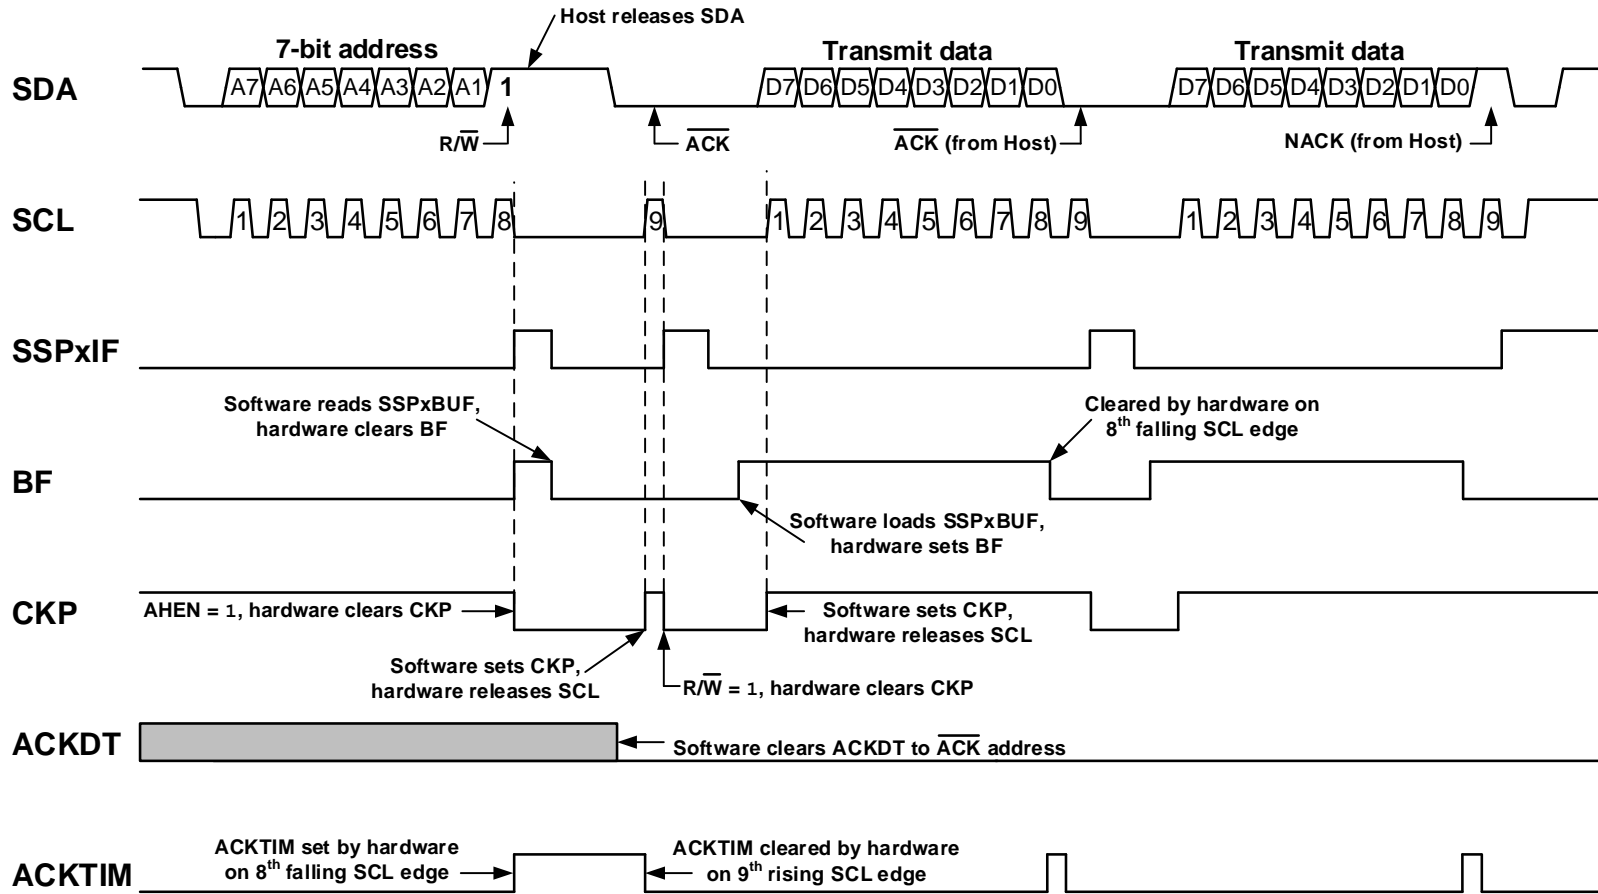 Host releases SDA
7-bit address
Transmit data
Transmit data
SDA
A7 A6 A5 A4 A3 A2 A1 1
D7 D6 D5 D4 D3 D2 D1 D0
D7 D6 D5 D4 D3 D2 D1 D0
R/W̅
A̅C̅K̅
A̅C̅K̅ (from Host)
NACK (from Host)
SCL
1 2 3 4 5 6 7 8 9
1 2 3 4 5 6 7 8 9
1 2 3 4 5 6 7 8 9
SSPxIF
Software reads SSPxBUF,
hardware clears BF
Cleared by hardware on
8th falling SCL edge
BF
Software loads SSPxBUF,
hardware sets BF
CKP
AHEN = 1, hardware clears CKP
Software sets CKP,
hardware releases SCL
Software sets CKP,
hardware releases SCL
R/W̅ = 1, hardware clears CKP
ACKDT
Software clears ACKDT to A̅C̅K̅ address
ACKTIM
ACKTIM set by hardware
on 8th falling SCL edge
ACKTIM cleared by hardware
on 9th rising SCL edge